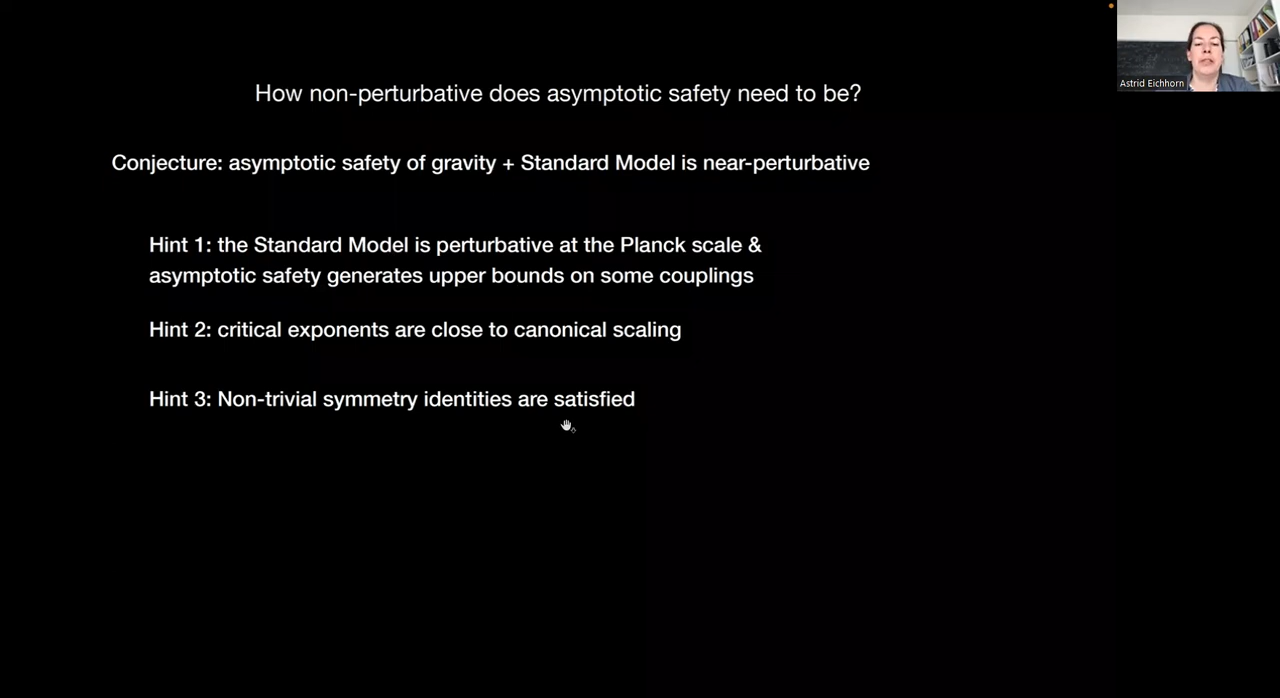 Astrid Eichhorn
How non-perturbative does asymptotic safety need to be?
Conjecture: asymptotic safety of gravity + Standard Model is near-perturbative
Hint 1: the Standard Model is perturbative at the Planck scale &
asymptotic safety generates upper bounds on some couplings
Hint 2: critical exponents are close to canonical scaling
Hint 3: Non-trivial symmetry identities are satisfied